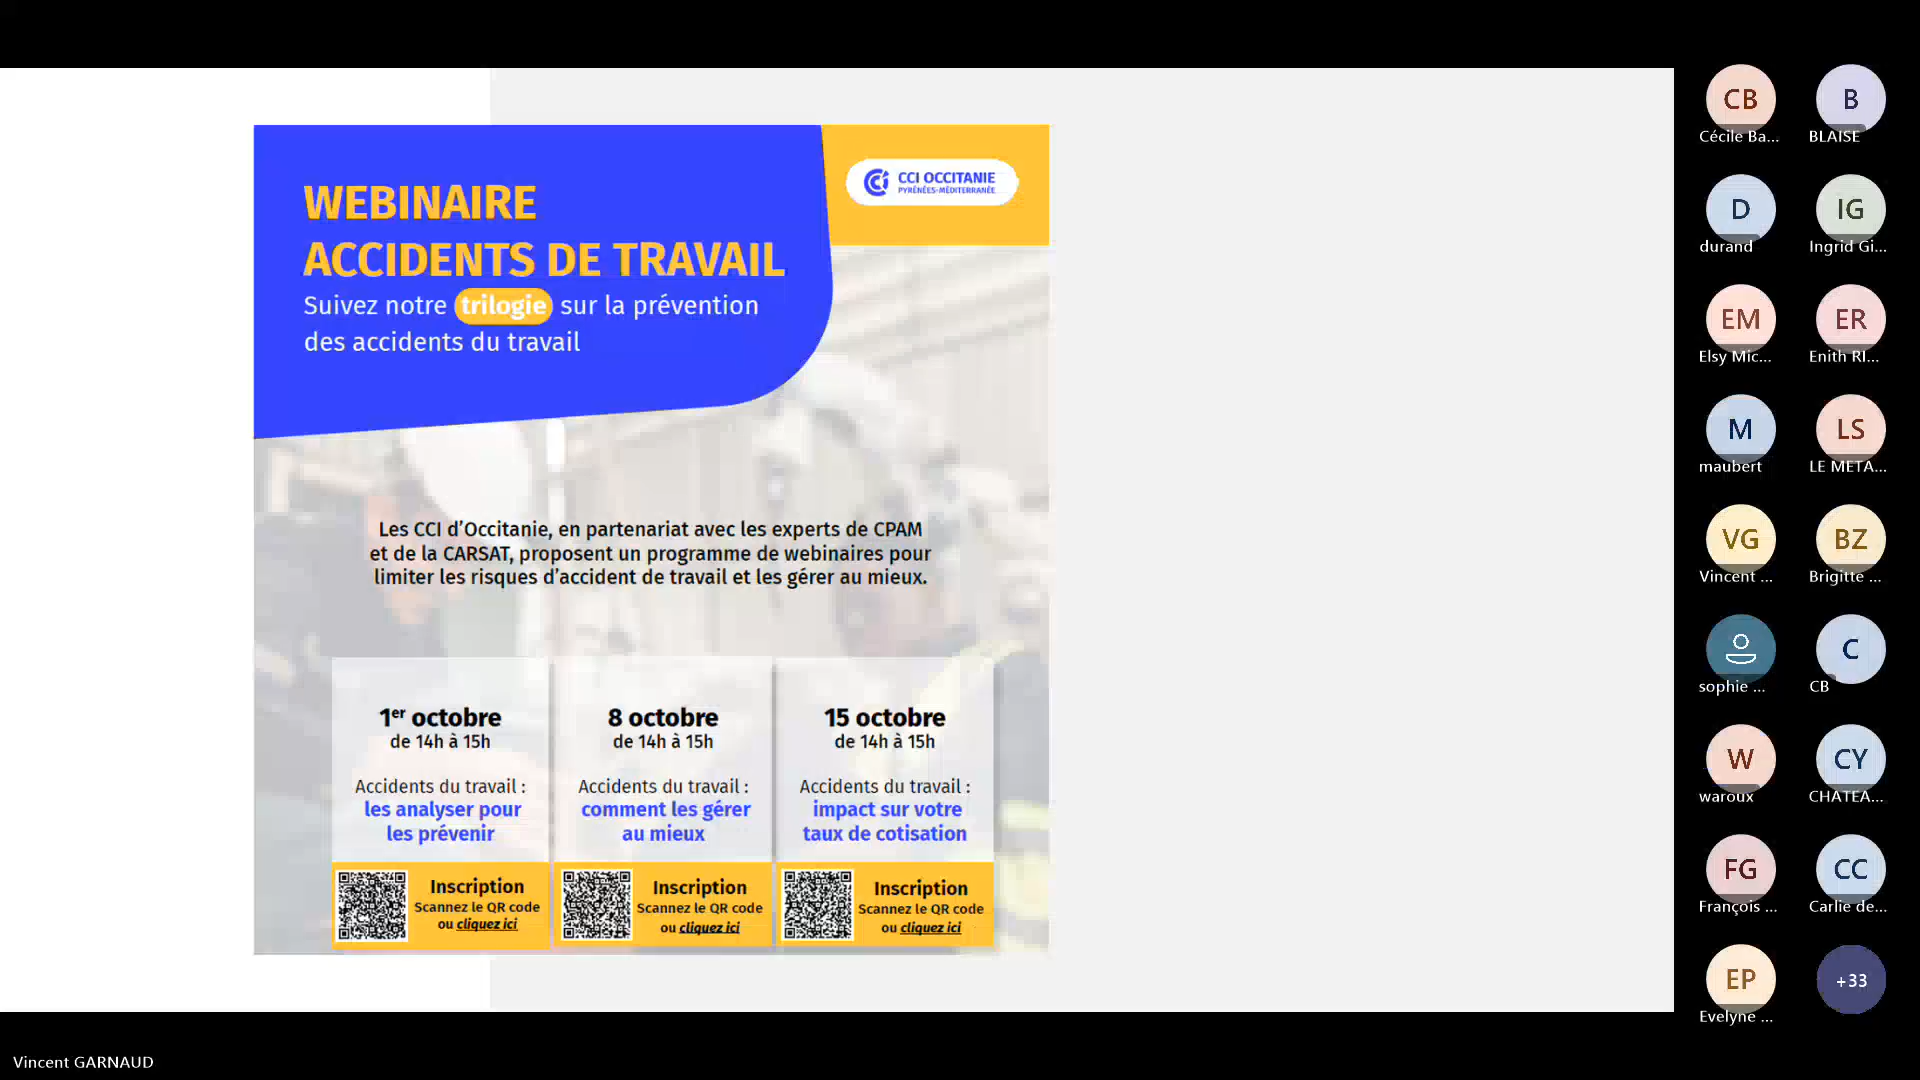 WEBINAIRE
ACCIDENTS DE TRAVAIL
Suivez notre trilogie sur la prévention
des accidents du travail
CCI OCCITANIE
PYRÉNÉES-MÉDITERRANÉE
Les CCI d'Occitanie, en partenariat avec les experts de CPAM
et de la CARSAT, proposent un programme de webinaires pour
limiter les risques d'accident de travail et les gérer au mieux.
1er octobre
de 14h à 15h
Accidents du travail :
les analyser pour
les prévenir
Inscription
Scannez le QR code
ou cliquez ici
8 octobre
de 14h à 15h
Accidents du travail :
comment les gérer
au mieux
Inscription
Scannez le QR code
ou cliquez ici
15 octobre
de 14h à 15h
Accidents du travail :
impact sur votre
taux de cotisation
Inscription
Scannez le QR code
ou cliquez ici
CB
Cécile Ba...
B
BLAISE
D
durand
IG
Ingrid Gi...
EM
Elsy Mic...
ER
Enith RI...
M
maubert
LS
LE META...
VG
Vincent ...
BZ
Brigitte ...
sophie ...
C
CB
W
waroux
CY
CHATEA...
FG
François ...
CC
Carlie de...
EP
Evelyne ...
+33
Vincent GARNAUD